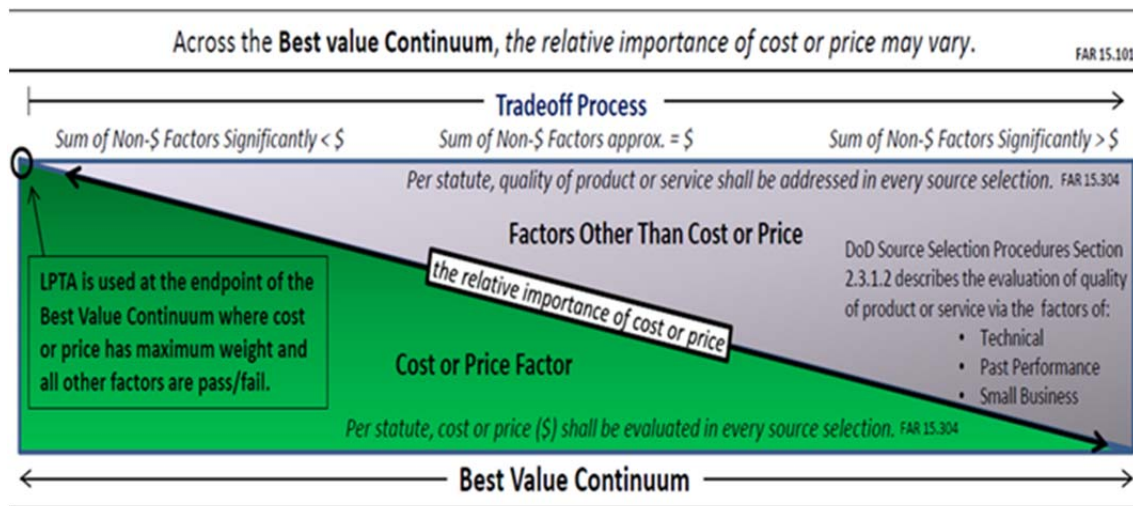 Across the Best value Continuum, the relative importance of cost or price may vary.
FAR 15.101
Tradeoff Process
Sum of Non-$ Factors Significantly < $
Sum of Non-$ Factors approx. = $
Sum of Non-$ Factors Significantly > $
Per statute, quality of product or service shall be addressed in every source selection. FAR 15.304
Factors Other Than Cost or Price
DoD Source Selection Procedures Section
2.3.1.2 describes the evaluation of quality
of product or service via the factors of:
• Technical
• Past Performance
• Small Business
the relative importance of cost or price
LPTA is used at the endpoint of the
Best Value Continuum where cost
or price has maximum weight and
all other factors are pass/fail.
Cost or Price Factor
Per statute, cost or price ($) shall be evaluated in every source selection. FAR 15.304
Best Value Continuum